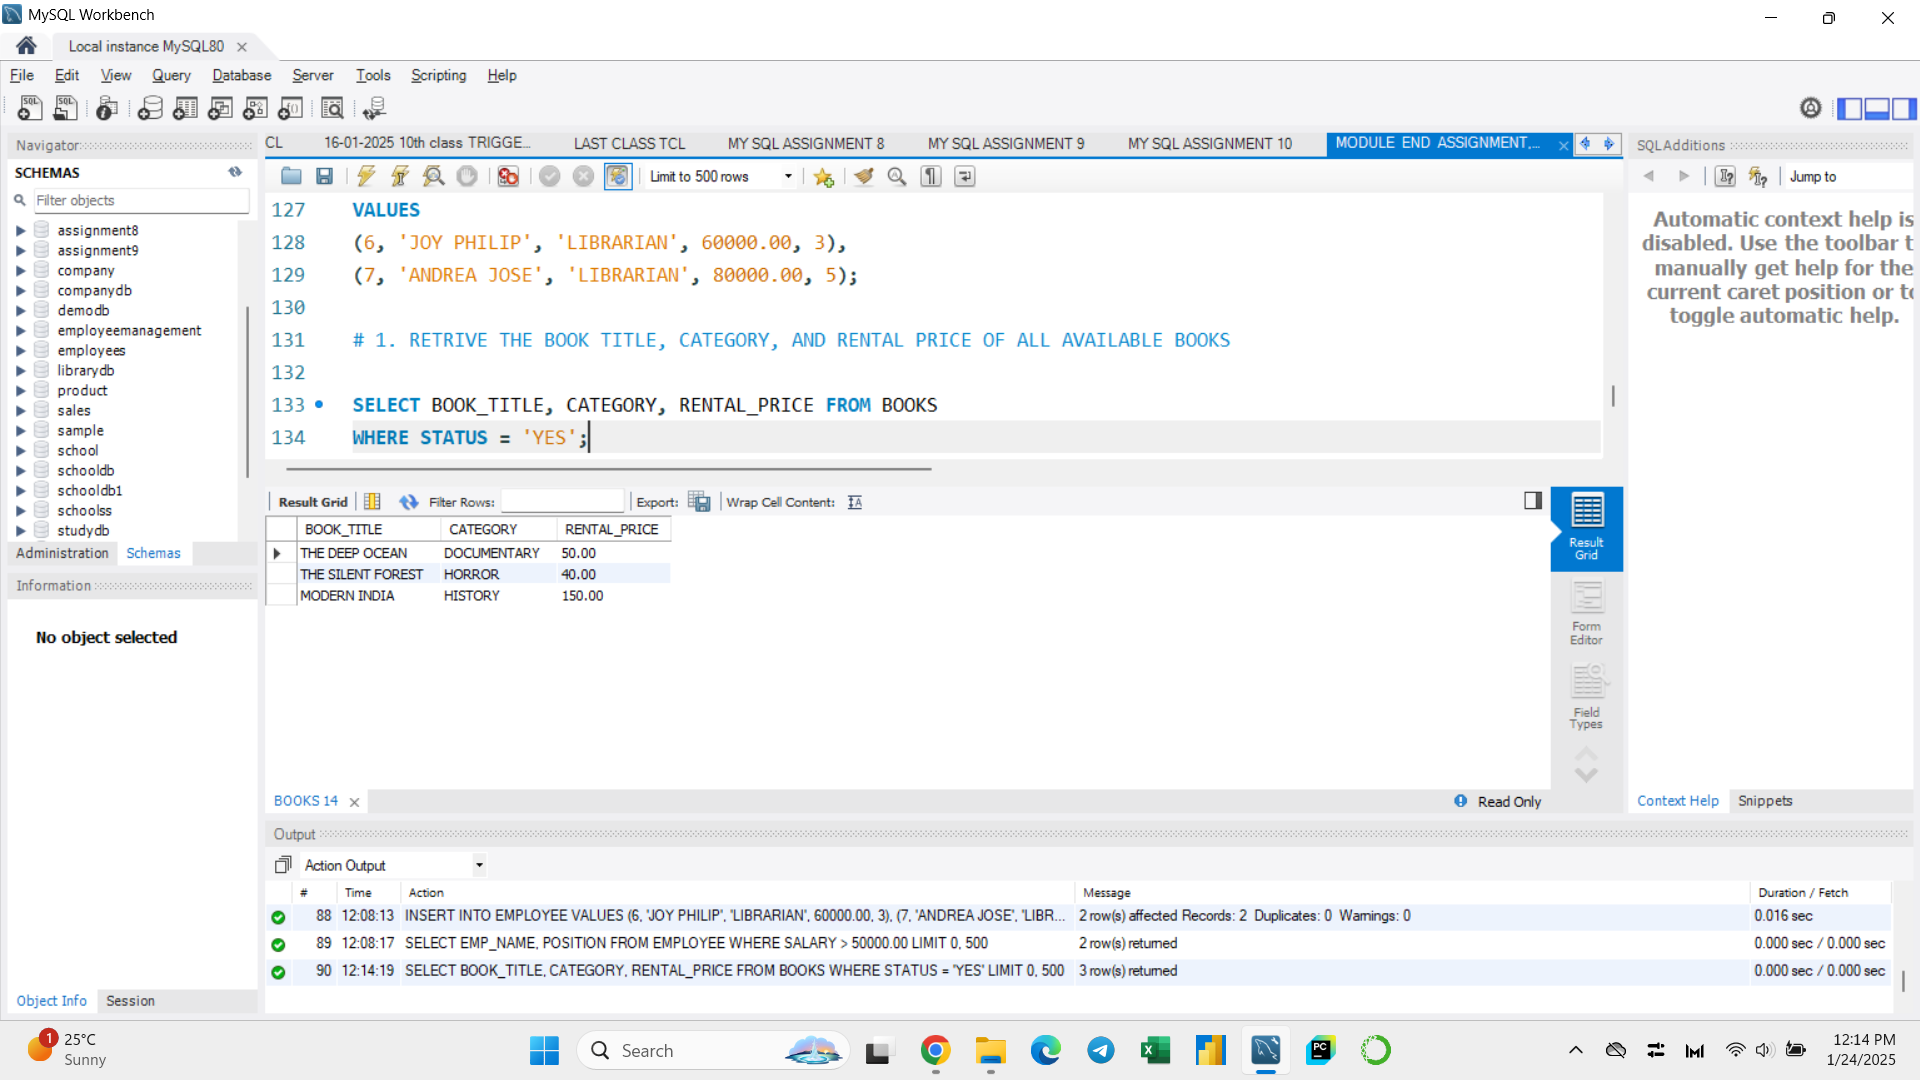 MySQL Workbench
Local instance MySQL80
File Edit View Query Database Server Tools Scripting Help
Navigator
SCHEMAS
Filter objects
assignment8
assignment9
company
companydb
demodb
employeemanagement
employees
librarydb
product
sales
sample
school
schooldb
schooldb1
schoolss
studydb
Administration Schemas
Information
No object selected
Object Info Session
CL 16-01-2025 10th class TRIGGE... LAST CLASS TCL MY SQL ASSIGNMENT 8 MY SQL ASSIGNMENT 9 MY SQL ASSIGNMENT 10 MODULE END ASSIGNMENT,...
Limit to 500 rows
127 VALUES
128 (6, 'JOY PHILIP', 'LIBRARIAN', 60000.00, 3),
129 (7, 'ANDREA JOSE', 'LIBRARIAN', 80000.00, 5);
130
131 # 1. RETRIVE THE BOOK TITLE, CATEGORY, AND RENTAL PRICE OF ALL AVAILABLE BOOKS
132
133 SELECT BOOK_TITLE, CATEGORY, RENTAL_PRICE FROM BOOKS
134 WHERE STATUS = 'YES';
Result Grid Filter Rows: Export: Wrap Cell Content:
BOOK_TITLE CATEGORY RENTAL_PRICE
THE DEEP OCEAN DOCUMENTARY 50.00
THE SILENT FOREST HORROR 40.00
MODERN INDIA HISTORY 150.00
Result
Grid
Form
Editor
Field
Types
BOOKS 14
Read Only
SQLAdditions
Jump to
Automatic context help is
disabled. Use the toolbar t
manually get help for the
current caret position or to
toggle automatic help.
Context Help Snippets
Output
Action Output
# Time Action Message Duration / Fetch
88 12:08:13 INSERT INTO EMPLOYEE VALUES (6, 'JOY PHILIP', 'LIBRARIAN', 60000.00, 3), (7, 'ANDREA JOSE', 'LIBR... 2 row(s) affected Records: 2 Duplicates: 0 Warnings: 0 0.016 sec
89 12:08:17 SELECT EMP_NAME, POSITION FROM EMPLOYEE WHERE SALARY > 50000.00 LIMIT 0, 500 2 row(s) returned 0.000 sec / 0.000 sec
90 12:14:19 SELECT BOOK_TITLE, CATEGORY, RENTAL_PRICE FROM BOOKS WHERE STATUS = 'YES' LIMIT 0, 500 3 row(s) returned 0.000 sec / 0.000 sec
1
25°C
Sunny
Search
PC
12:14 PM
1/24/2025